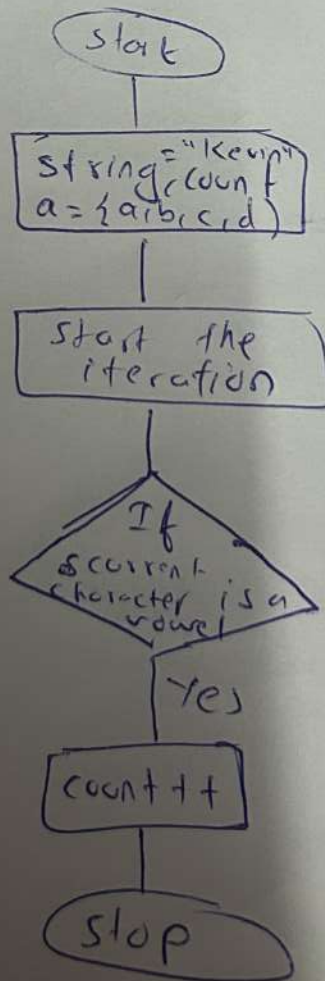 start
string="Kevin"
, count
a={a,b,c,d}
start the
iteration
If
current
character is a
vowel
Yes
count++
stop